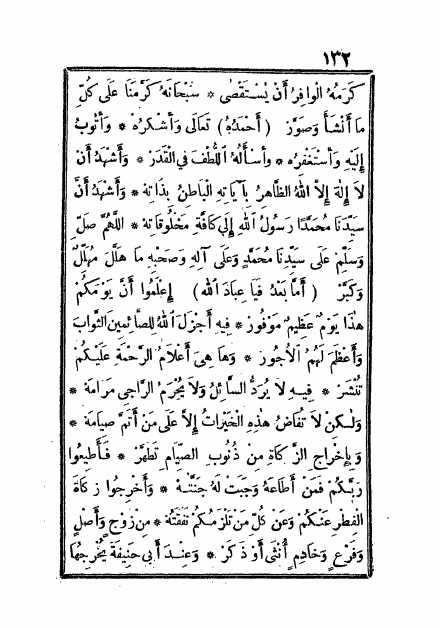 ١٣٢
كَرَمُهُ الْوَافِرُ أَنْ يُسْتَقْصَى * سُبْحَانَهُ كَرَّمَنَا عَلَى كُلِّ
مَا أَنْشَأَ وَصَوَّرَ (أَحْمَدُهُ) تَعَالَى وَأَشْكُرُهُ * وَأَتُوبُ
إِلَيْهِ وَأَسْتَغْفِرُهُ * وَأَسْأَلُهُ اللُّطْفَ فِي الْقَدَرْ * وَأَشْهَدُ أَنْ
لَا إِلٰهَ إِلَّا اللهُ الظَّاهِرُ بِآيَاتِهِ الْبَاطِنُ بِذَاتِهْ * وَأَشْهَدُ أَنَّ
سَيِّدَنَا مُحَمَّدًا رَسُولُ اللهِ إِلَى كَافَّةِ مَخْلُوقَاتِهْ * اللَّهُمَّ صَلِّ
وَسَلِّمْ عَلَى سَيِّدِنَا مُحَمَّدٍ وَعَلَى آلِهِ وَصَحْبِهِ مَا هَلَّلَ مُهَلِّلٌ
وَكَبَّرْ (أَمَّا بَعْدُ فَيَا عِبَادَ اللهِ) إِعْلَمُوا أَنَّ يَوْمَكُمْ
هٰذَا يَوْمٌ عَظِيمٌ مَوْفُورْ * فِيهِ أَجْزَلَ اللهُ لِلصَّائِمِينَ الثَّوَابَ
وَأَعْظَمَ لَهُمُ الْأُجُورْ * وَهَا هِيَ أَعْلَامُ الرَّحْمَةِ عَلَيْكُمْ
تُنْشَرْ * فِيهِ لَا يُرَدُّ السَّائِلُ وَلَا يُحْرَمُ الرَّاجِي مَرَامَهْ *
وَلٰكِنْ لَا تُفَاضُ هٰذِهِ الْخَيْرَاتُ إِلَّا عَلَى مَنْ أَتَمَّ صِيَامَهْ *
وَبِإِخْرَاجِ الزَّكَاةِ مِنْ ذُنُوبِ الصِّيَامِ تَطَهَّرْ * فَأَطِيعُوا
رَبَّكُمْ فَمَنْ أَطَاعَهُ وَجَبَتْ لَهُ جَنَّتُهْ * وَأَخْرِجُوا زَكَاةَ
الْفِطْرِ عَنْكُمْ وَعَنْ كُلِّ مَنْ تَلْزَمُكُمْ نَفَقَتُهْ * مِنْ زَوْجٍ وَأَصْلٍ
وَفَرْعٍ وَخَادِمٍ أُنْثَى أَوْ ذَكَرْ * وَعِنْدَ أَبِي حَنِيفَةَ يُخْرِجُهَا